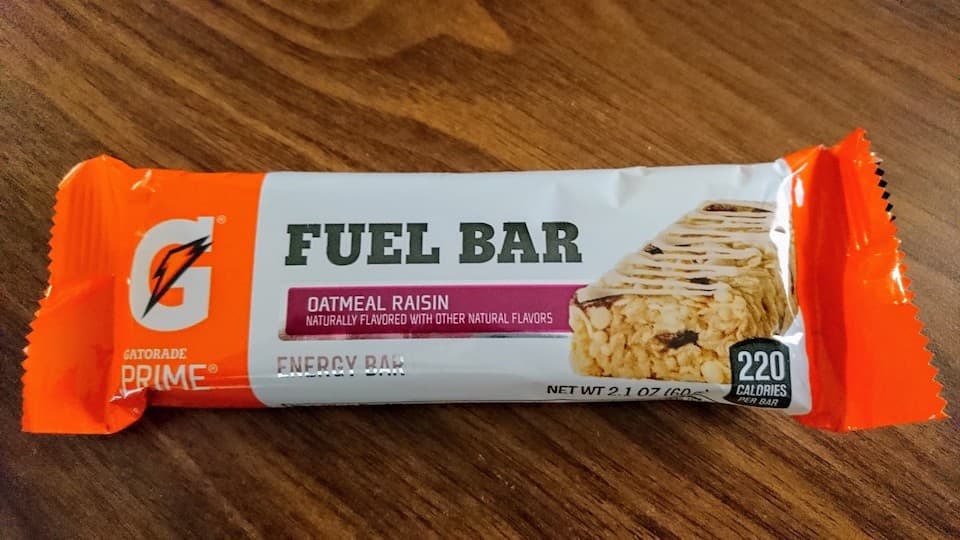 G®
GATORADE
PRIME®
FUEL BAR
OATMEAL RAISIN
NATURALLY FLAVORED WITH OTHER NATURAL FLAVORS
ENERGY BAR
NET WT 2.1 OZ (60
220
CALORIES
PER BAR